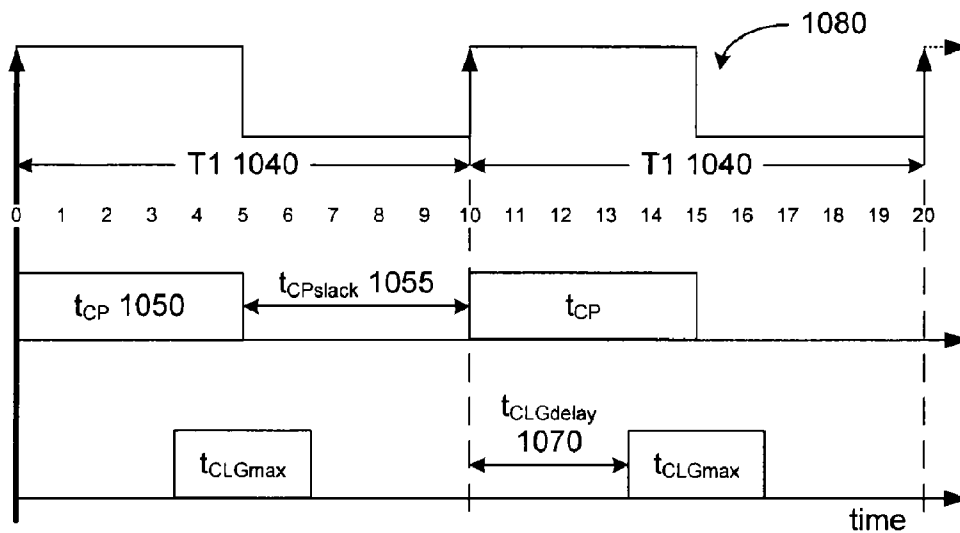 1080
T1 1040
T1 1040
0 1 2 3 4 5 6 7 8 9 10 11 12 13 14 15 16 17 18 19 20
tCP 1050
tCPslack 1055
tCP
tCLGmax
tCLGdelay
1070
tCLGmax
time